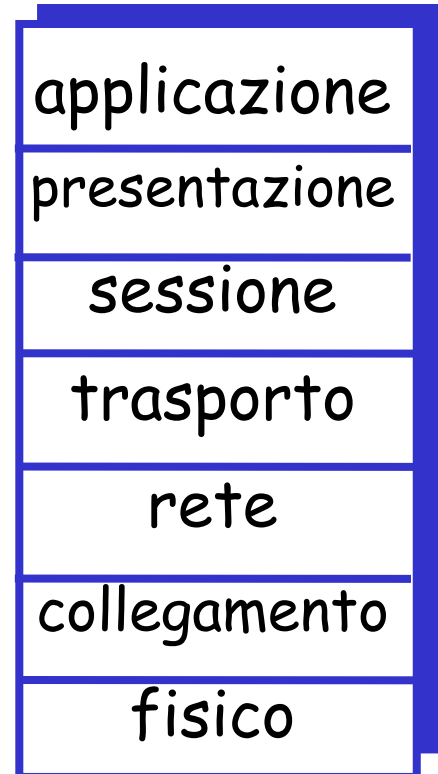 applicazione
presentazione
sessione
trasporto
rete
collegamento
fisico